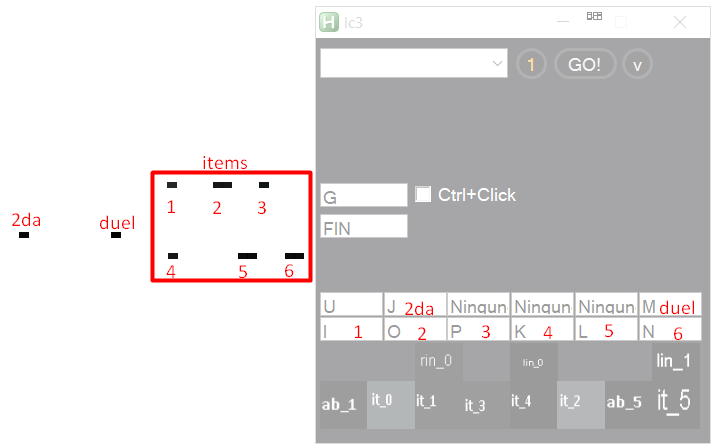 H ic3
1 GO! v
items
1 2 3
G Ctrl+Click
2da duel
FIN
4 5 6
U J 2da Ningun Ningun Ningun M duel
I 1 O 2 P 3 K 4 L 5 N 6
rin_0 lin_0 lin_1
ab_1 it_0 it_1 it_3 it_4 it_2 ab_5 it_5